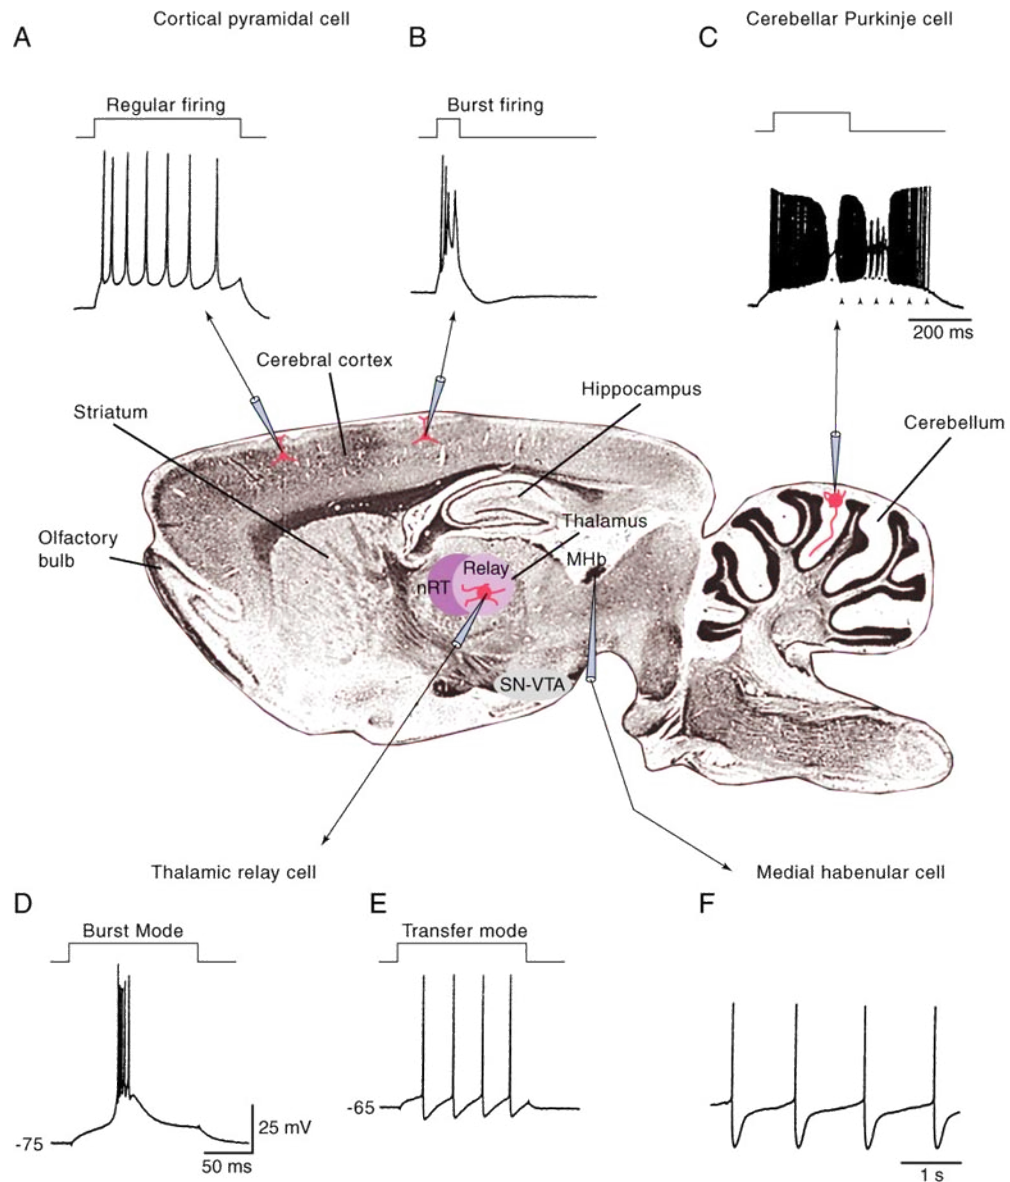 Cortical pyramidal cell
Cerebellar Purkinje cell
A
B
C
Regular firing
Burst firing
200 ms
Cerebral cortex
Striatum
Hippocampus
Cerebellum
Olfactory
bulb
Thalamus
MHb
Relay
nRT
SN-VTA
Thalamic relay cell
Medial habenular cell
D
E
F
Burst Mode
Transfer mode
-65
-75
25 mV
50 ms
1 s